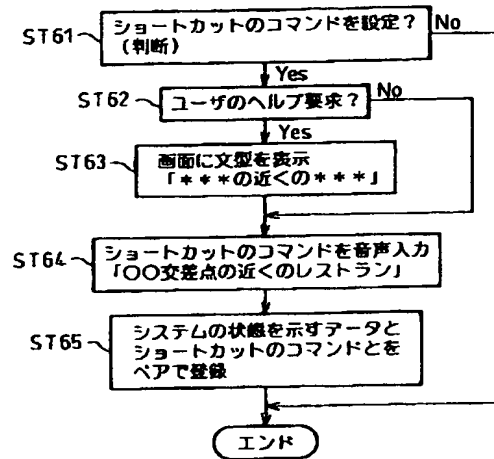 ST61
ショートカットのコマンドを設定？
（判断）
No
Yes
ST62
ユーザのヘルプ要求？
No
Yes
ST63
画面に文型を表示
「＊＊＊の近くの＊＊＊」
ST64
ショートカットのコマンドを音声入力
「〇〇交差点の近くのレストラン」
ST65
システムの状態を示すデータと
ショートカットのコマンドとを
ペアで登録
エンド